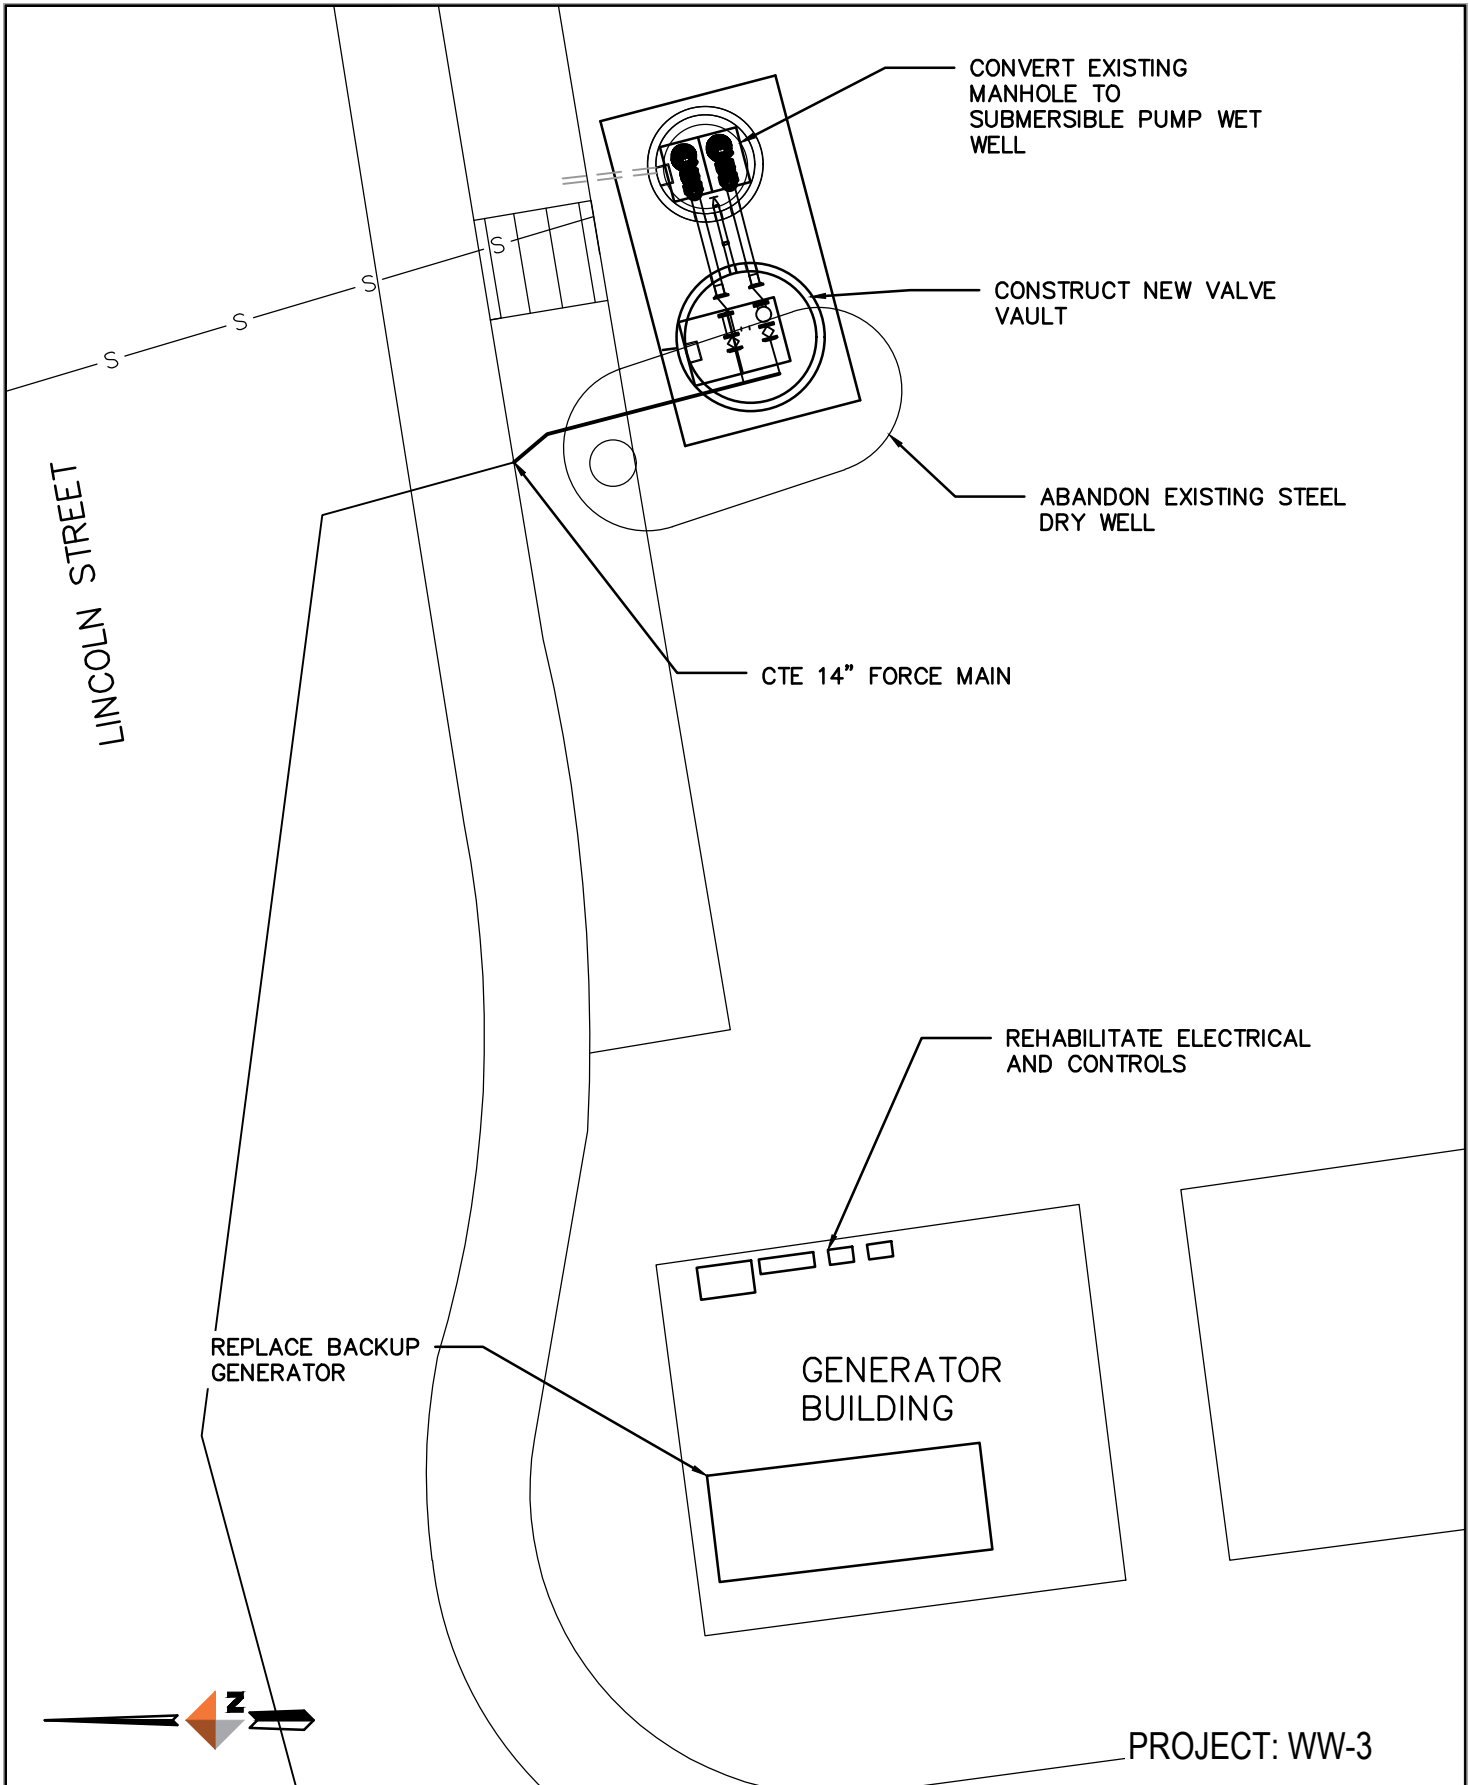 CONVERT EXISTING
MANHOLE TO
SUBMERSIBLE PUMP WET
WELL
S
S
S
S
CONSTRUCT NEW VALVE
VAULT
LINCOLN STREET
ABANDON EXISTING STEEL
DRY WELL
CTE 14" FORCE MAIN
REHABILITATE ELECTRICAL
AND CONTROLS
REPLACE BACKUP
GENERATOR
GENERATOR
BUILDING
N
PROJECT: WW-3